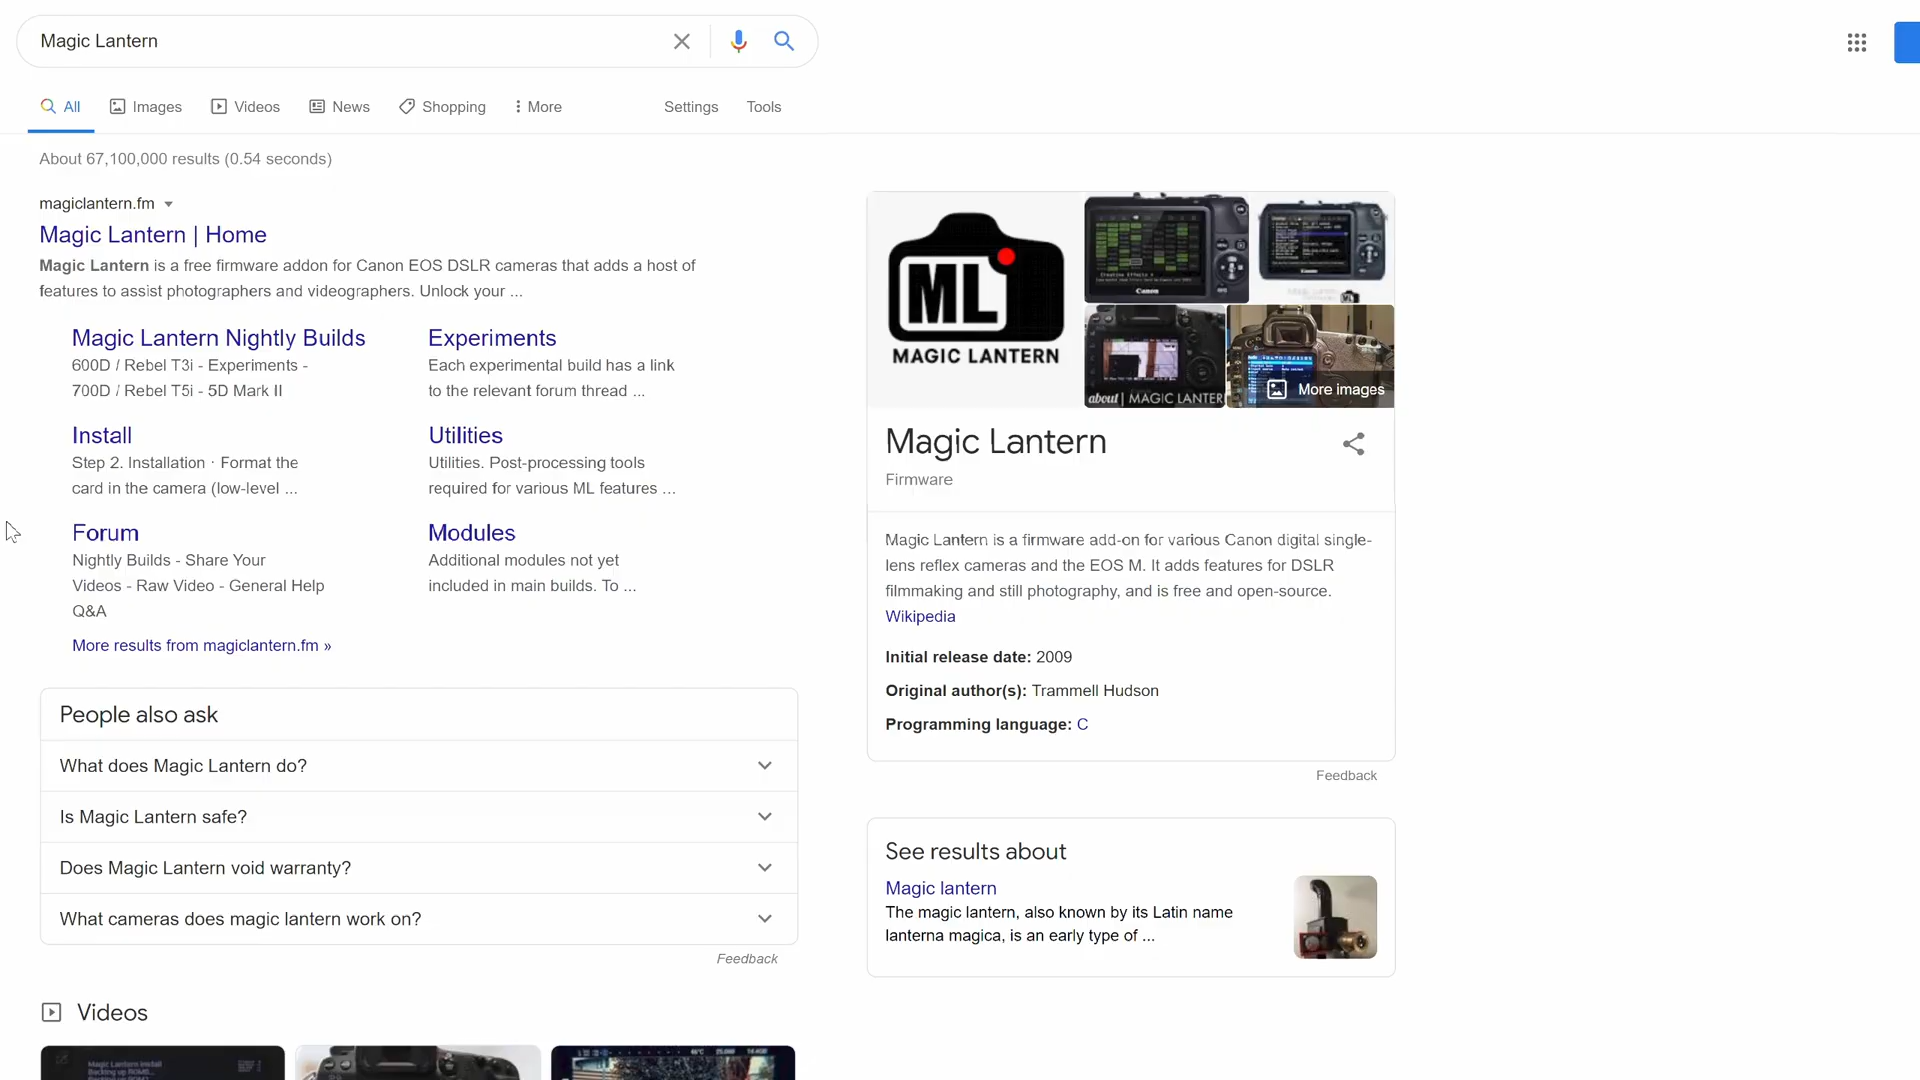 Magic Lantern
All
Images
Videos
News
Shopping
More
Settings
Tools
About 67,100,000 results (0.54 seconds)
magiclantern.fm
Magic Lantern | Home
Magic Lantern is a free firmware addon for Canon EOS DSLR cameras that adds a host of
features to assist photographers and videographers. Unlock your ...
Magic Lantern Nightly Builds
600D / Rebel T3i - Experiments -
700D / Rebel T5i - 5D Mark II
Experiments
Each experimental build has a link
to the relevant forum thread ...
Install
Step 2. Installation · Format the
card in the camera (low-level ...
Utilities
Utilities. Post-processing tools
required for various ML features ...
Forum
Nightly Builds - Share Your
Videos - Raw Video - General Help
Q&A
Modules
Additional modules not yet
included in main builds. To ...
More results from magiclantern.fm »
People also ask
What does Magic Lantern do?
Is Magic Lantern safe?
Does Magic Lantern void warranty?
What cameras does magic lantern work on?
Feedback
Videos
Magic Lantern install
Backing up ROM0...
ML
MAGIC LANTERN
Canon
about | MAGIC LANTER
More images
Magic Lantern
Firmware
Magic Lantern is a firmware add-on for various Canon digital single-
lens reflex cameras and the EOS M. It adds features for DSLR
filmmaking and still photography, and is free and open-source.
Wikipedia
Initial release date: 2009
Original author(s): Trammell Hudson
Programming language: C
Feedback
See results about
Magic lantern
The magic lantern, also known by its Latin name
lanterna magica, is an early type of ...